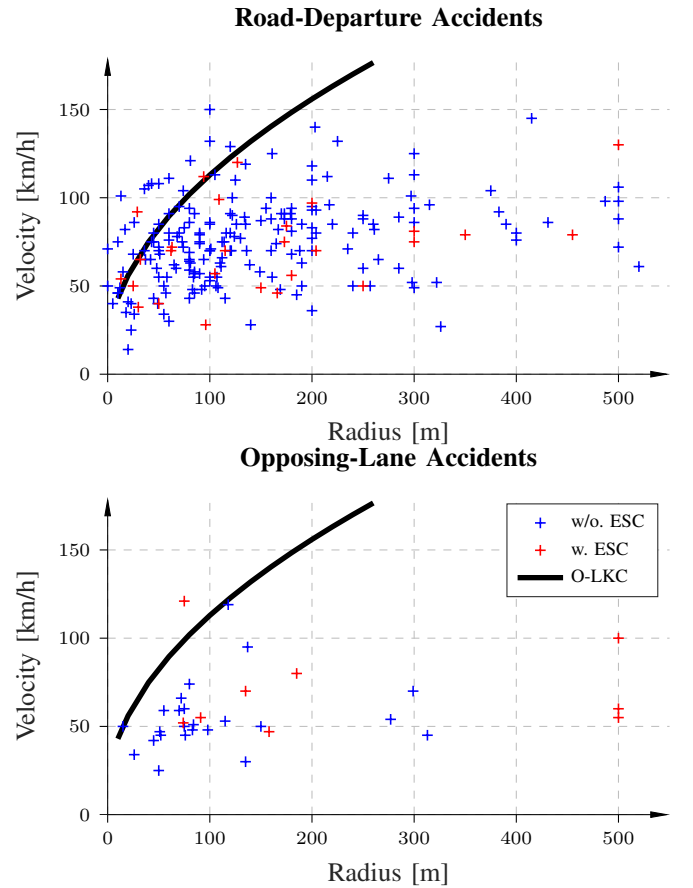 Road-Departure Accidents
Velocity [km/h]
150
100
50
0
0 100 200 300 400 500
Radius [m]
Opposing-Lane Accidents
Velocity [km/h]
150
100
50
0
w/o. ESC
w. ESC
O-LKC
0 100 200 300 400 500
Radius [m]